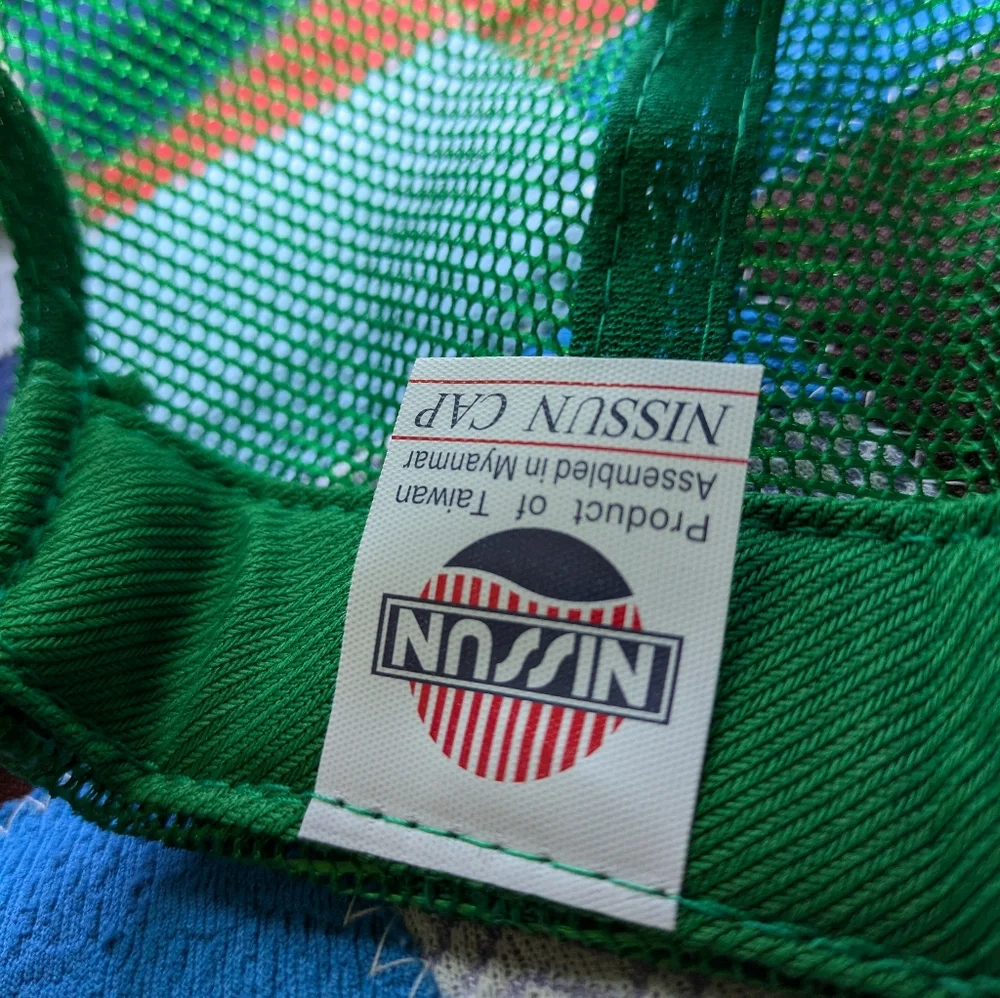 NISSUN
Product of Taiwan
Assembled in Myanmar
NISSUN CAP